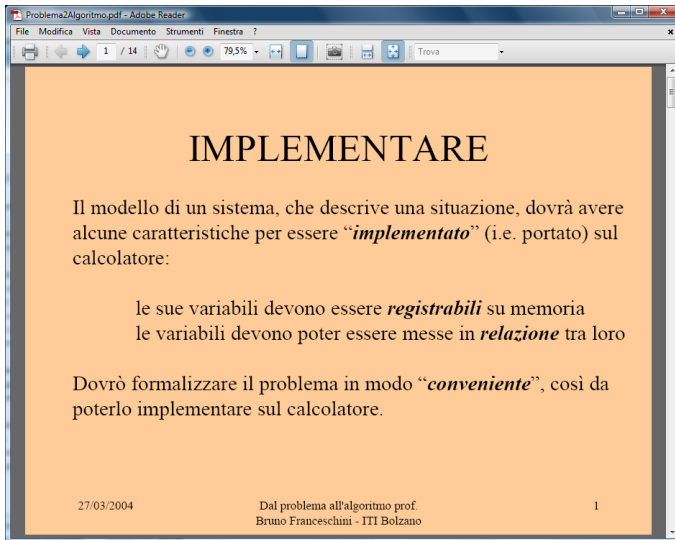 Problema2Algoritmo.pdf - Adobe Reader
File Modifica Vista Documento Strumenti Finestra ?
1 / 14 79,5% Trova
IMPLEMENTARE
Il modello di un sistema, che descrive una situazione, dovrà avere
alcune caratteristiche per essere “implementato” (i.e. portato) sul
calcolatore:
le sue variabili devono essere registrabili su memoria
le variabili devono poter essere messe in relazione tra loro
Dovrò formalizzare il problema in modo “conveniente”, così da
poterlo implementare sul calcolatore.
27/03/2004 Dal problema all'algoritmo prof. 1
Bruno Franceschini - ITI Bolzano